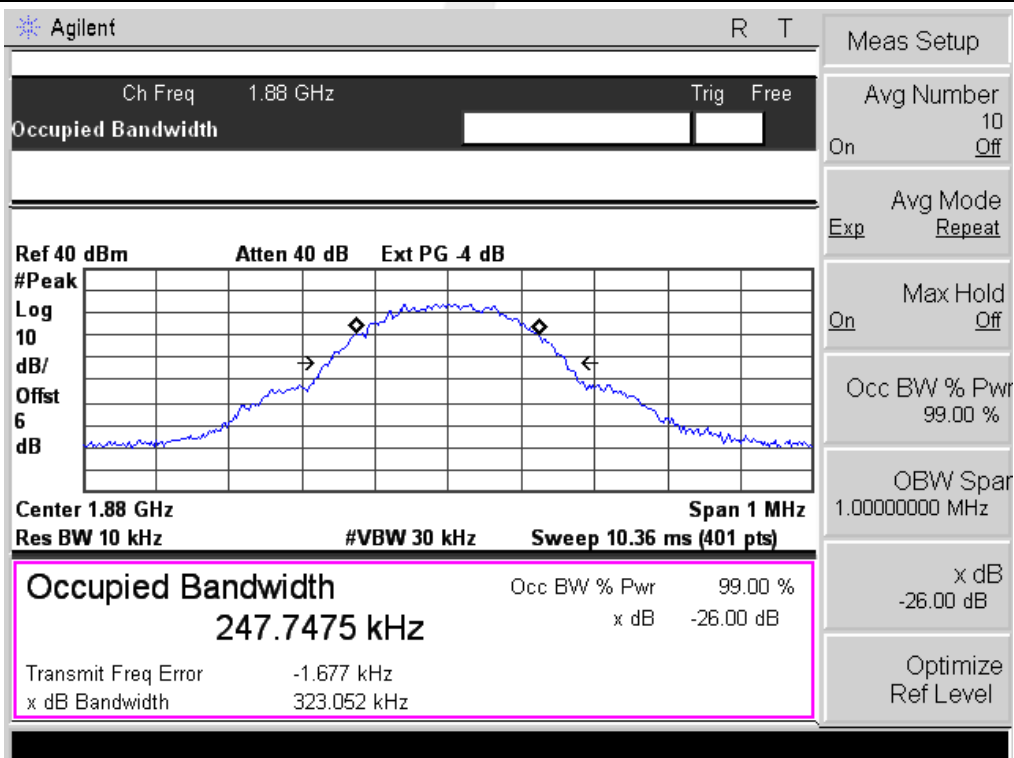 Agilent R T
Ch Freq 1.88 GHz Trig Free
Occupied Bandwidth
Ref 40 dBm Atten 40 dB Ext PG -4 dB
#Peak
Log
10
dB/
Offst
6
dB
Center 1.88 GHz Span 1 MHz
Res BW 10 kHz #VBW 30 kHz Sweep 10.36 ms (401 pts)
Occupied Bandwidth
247.7475 kHz
Occ BW % Pwr 99.00 %
x dB -26.00 dB
Transmit Freq Error -1.677 kHz
x dB Bandwidth 323.052 kHz
Meas Setup
Avg Number
10
On Off
Avg Mode
Exp Repeat
Max Hold
On Off
Occ BW % Pwr
99.00 %
OBW Spar
1.00000000 MHz
x dB
-26.00 dB
Optimize
Ref Level